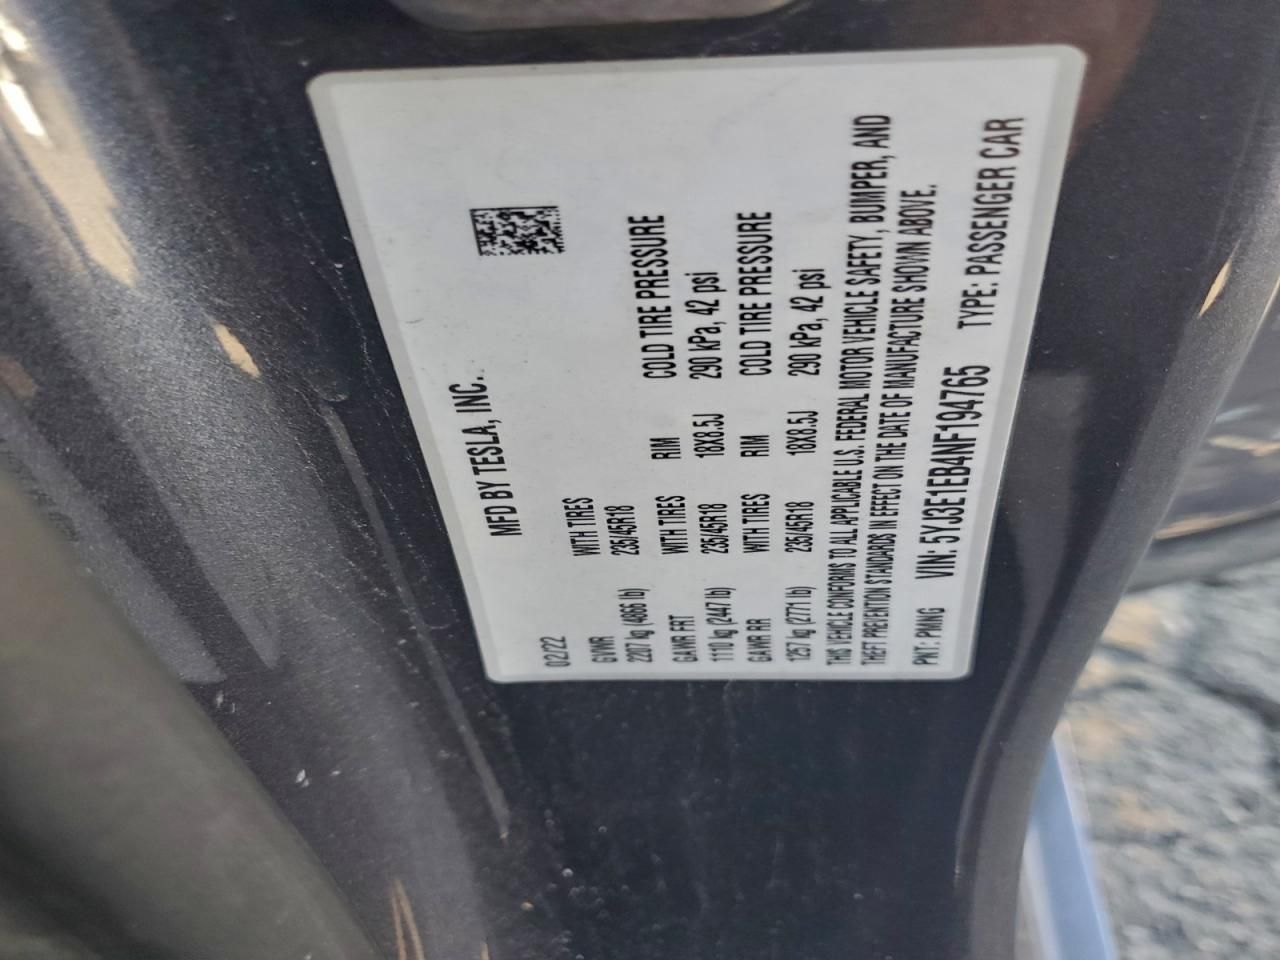 MFD BY TESLA, INC.
02/22
GVWR WITH TIRES
2207 kg (4866 lb) 235/45R18
GAWR FRT WITH TIRES RIM COLD TIRE PRESSURE
1110 kg (2447 lb) 235/45R18 18X8.5J 290 kPa, 42 psi
GAWR RR WITH TIRES RIM COLD TIRE PRESSURE
1257 kg (2771 lb) 235/45R18 18X8.5J 290 kPa, 42 psi
THIS VEHICLE CONFORMS TO ALL APPLICABLE U.S. FEDERAL MOTOR VEHICLE SAFETY, BUMPER, AND
THEFT PREVENTION STANDARDS IN EFFECT ON THE DATE OF MANUFACTURE SHOWN ABOVE.
PNT: PMNG VIN: 5YJ3E1EB4NF194765 TYPE: PASSENGER CAR